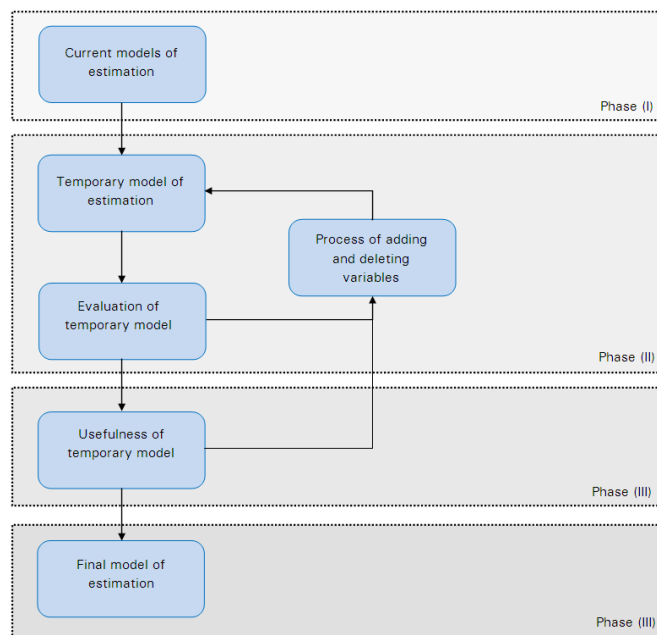 Current models of
estimation
Phase (I)
Temporary model of
estimation
Process of adding
and deleting
variables
Evaluation of
temporary model
Phase (II)
Usefulness of
temporary model
Phase (III)
Final model of
estimation
Phase (III)